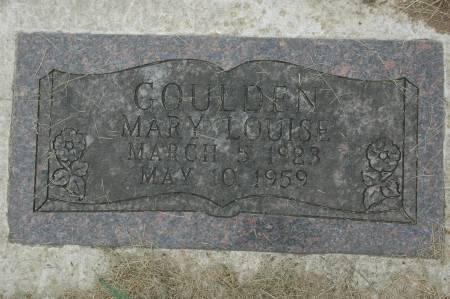 GOULDEN
MARY LOUISE
MARCH 5 1923
MAY 10 1959